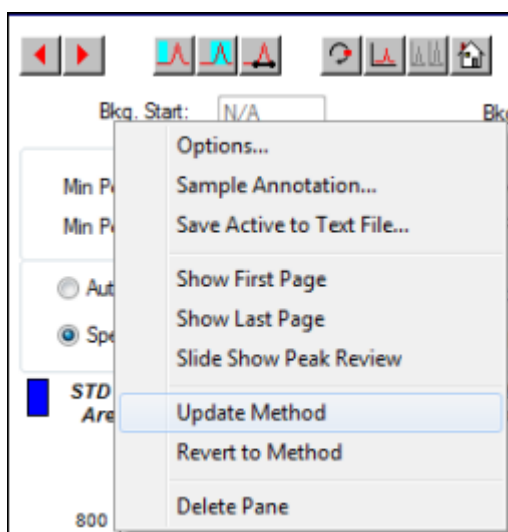 Bkg. Start: N/A Bk
Options...
Min P Sample Annotation...
Min P Save Active to Text File...
Aut Show First Page
Show Last Page
Spe
Slide Show Peak Review
STD
Are Update Method
Revert to Method
Delete Pane
800